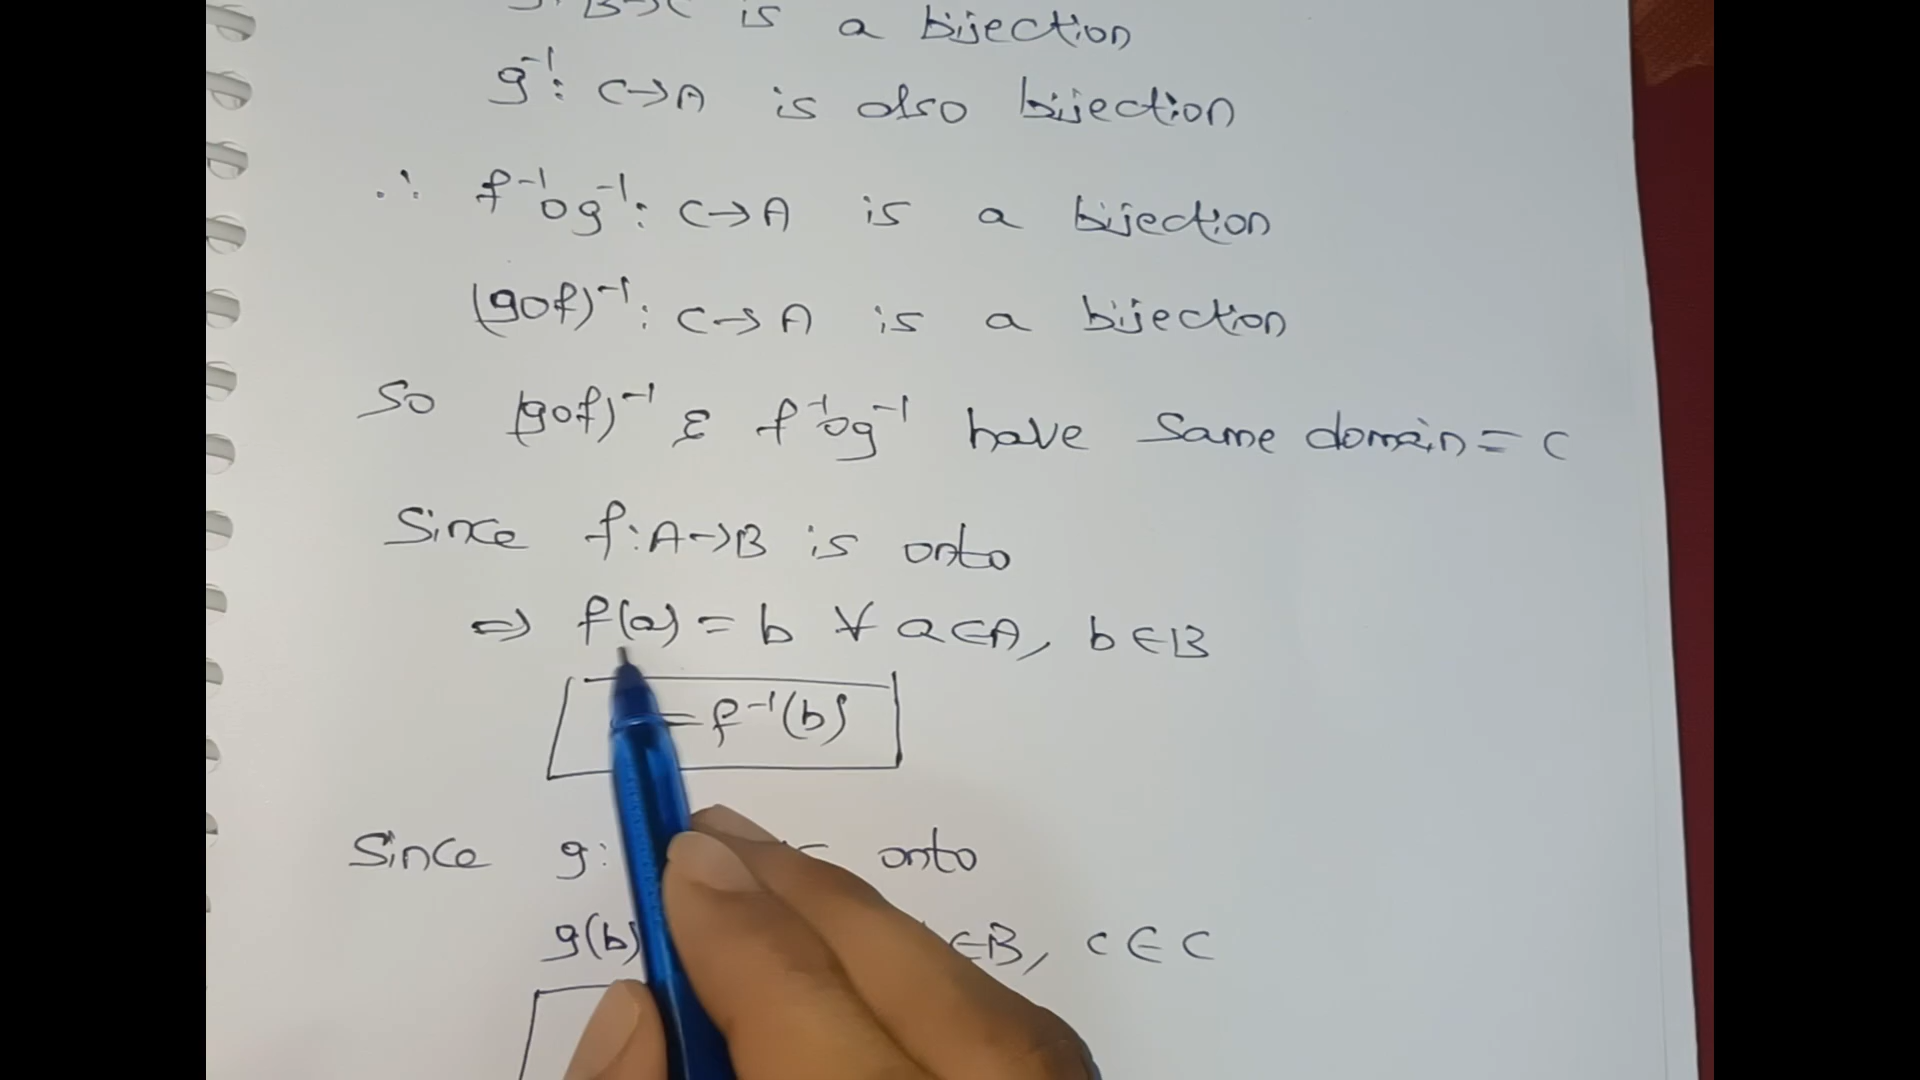 B→C is a bijection
g⁻¹: C→A is also bijection
∴ f⁻¹og⁻¹: C→A is a bijection
(gof)⁻¹: C→A is a bijection
So (gof)⁻¹ & f⁻¹og⁻¹ have same domain = C
Since f:A→B is onto
⇒ f(a) = b ∀ a∈A, b∈B
= f⁻¹(b)
Since g: onto
g(b) ∈B, c∈C